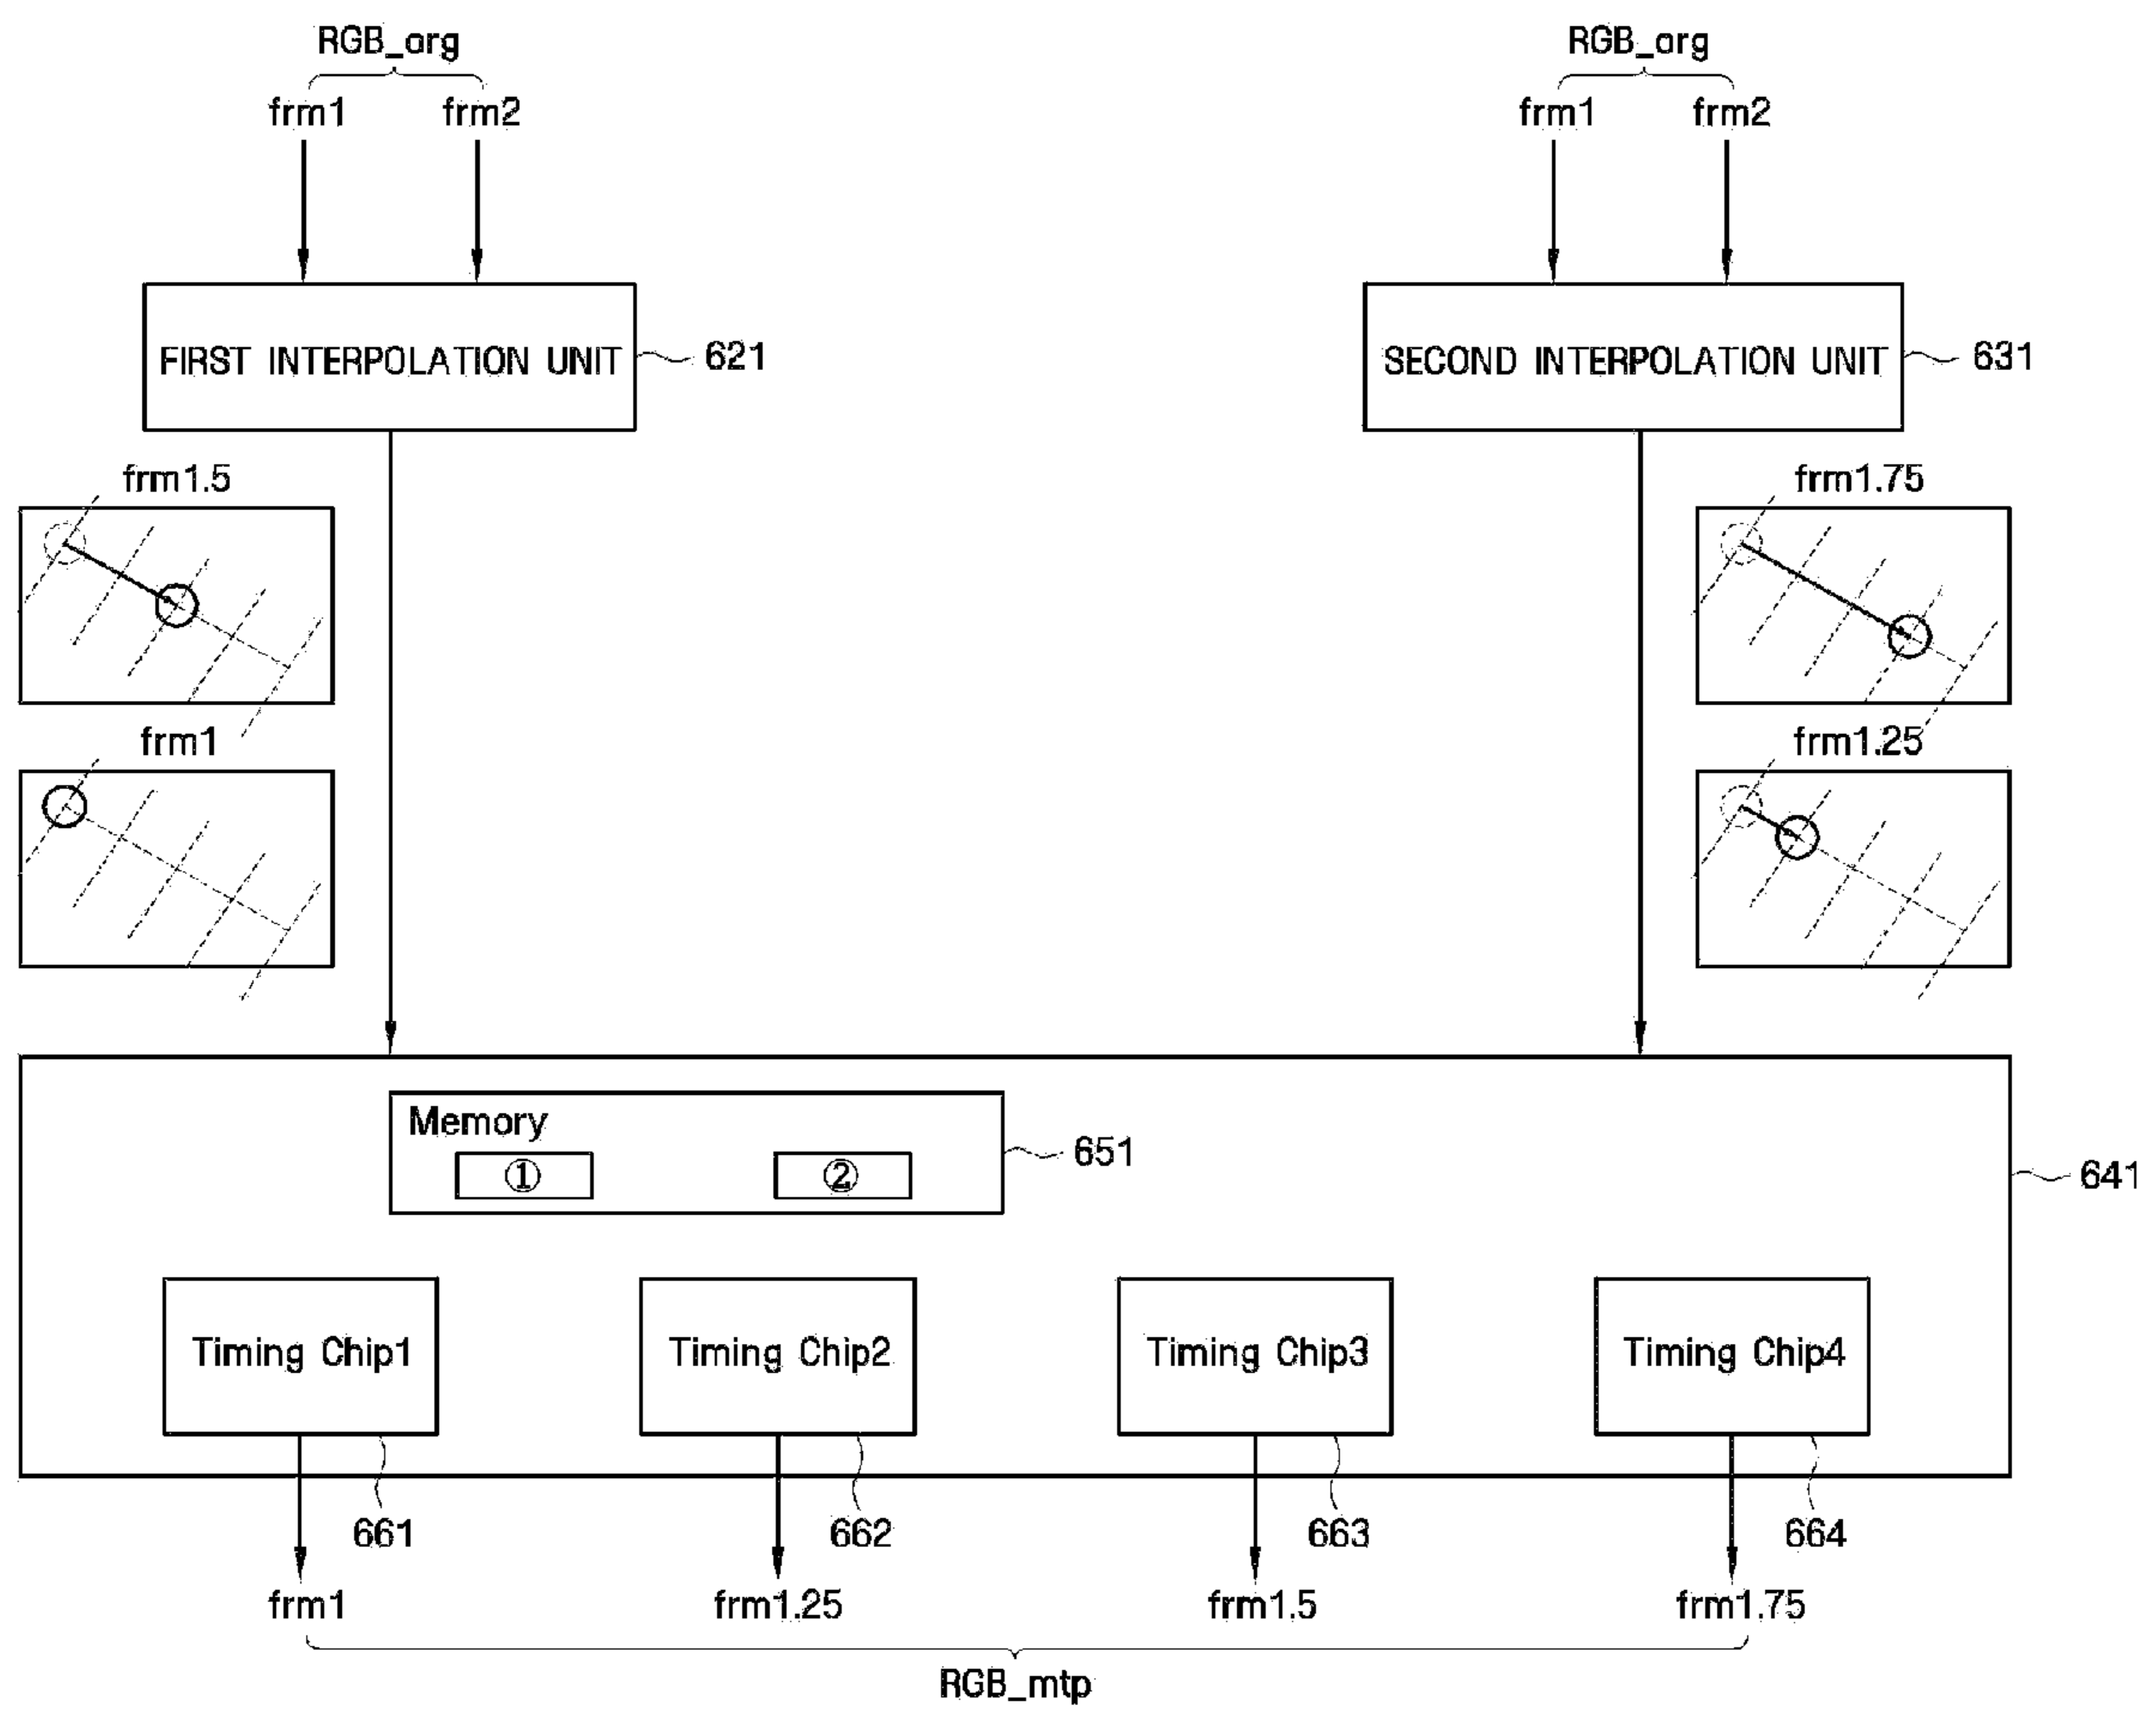 RGB_org RGB_org
frm1 frm2 frm1 frm2
FIRST INTERPOLATION UNIT 621 SECOND INTERPOLATION UNIT 631
frm1.5 frm1.75
frm1 frm1.25
Memory
① ② 651
641
Timing Chip1 Timing Chip2 Timing Chip3 Timing Chip4
661 662 663 664
frm1 frm1.25 frm1.5 frm1.75
RGB_mtp